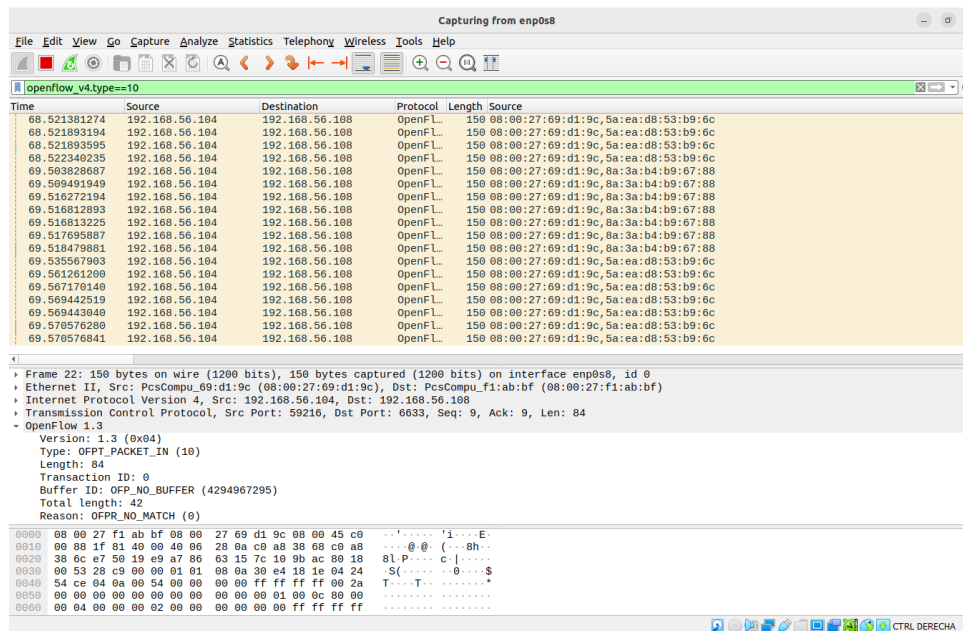 Capturing from enp0s8
File Edit View Go Capture Analyze Statistics Telephony Wireless Tools Help
openflow_v4.type==10
Time Source Destination Protocol Length Source
68.521381274 192.168.56.104 192.168.56.108 OpenFl… 150 08:00:27:69:d1:9c,5a:ea:d8:53:b9:6c
68.521893194 192.168.56.104 192.168.56.108 OpenFl… 150 08:00:27:69:d1:9c,5a:ea:d8:53:b9:6c
68.521893595 192.168.56.104 192.168.56.108 OpenFl… 150 08:00:27:69:d1:9c,5a:ea:d8:53:b9:6c
68.522340235 192.168.56.104 192.168.56.108 OpenFl… 150 08:00:27:69:d1:9c,5a:ea:d8:53:b9:6c
69.503828687 192.168.56.104 192.168.56.108 OpenFl… 150 08:00:27:69:d1:9c,8a:3a:b4:b9:67:88
69.509491949 192.168.56.104 192.168.56.108 OpenFl… 150 08:00:27:69:d1:9c,8a:3a:b4:b9:67:88
69.516272194 192.168.56.104 192.168.56.108 OpenFl… 150 08:00:27:69:d1:9c,8a:3a:b4:b9:67:88
69.516812893 192.168.56.104 192.168.56.108 OpenFl… 150 08:00:27:69:d1:9c,8a:3a:b4:b9:67:88
69.516813225 192.168.56.104 192.168.56.108 OpenFl… 150 08:00:27:69:d1:9c,8a:3a:b4:b9:67:88
69.517695887 192.168.56.104 192.168.56.108 OpenFl… 150 08:00:27:69:d1:9c,8a:3a:b4:b9:67:88
69.518479881 192.168.56.104 192.168.56.108 OpenFl… 150 08:00:27:69:d1:9c,8a:3a:b4:b9:67:88
69.535567903 192.168.56.104 192.168.56.108 OpenFl… 150 08:00:27:69:d1:9c,5a:ea:d8:53:b9:6c
69.561261200 192.168.56.104 192.168.56.108 OpenFl… 150 08:00:27:69:d1:9c,5a:ea:d8:53:b9:6c
69.567170140 192.168.56.104 192.168.56.108 OpenFl… 150 08:00:27:69:d1:9c,5a:ea:d8:53:b9:6c
69.569442519 192.168.56.104 192.168.56.108 OpenFl… 150 08:00:27:69:d1:9c,5a:ea:d8:53:b9:6c
69.569443040 192.168.56.104 192.168.56.108 OpenFl… 150 08:00:27:69:d1:9c,5a:ea:d8:53:b9:6c
69.570576280 192.168.56.104 192.168.56.108 OpenFl… 150 08:00:27:69:d1:9c,5a:ea:d8:53:b9:6c
69.570576841 192.168.56.104 192.168.56.108 OpenFl… 150 08:00:27:69:d1:9c,5a:ea:d8:53:b9:6c
Frame 22: 150 bytes on wire (1200 bits), 150 bytes captured (1200 bits) on interface enp0s8, id 0
Ethernet II, Src: PcsCompu_69:d1:9c (08:00:27:69:d1:9c), Dst: PcsCompu_f1:ab:bf (08:00:27:f1:ab:bf)
Internet Protocol Version 4, Src: 192.168.56.104, Dst: 192.168.56.108
Transmission Control Protocol, Src Port: 59216, Dst Port: 6633, Seq: 9, Ack: 9, Len: 84
OpenFlow 1.3
Version: 1.3 (0x04)
Type: OFPT_PACKET_IN (10)
Length: 84
Transaction ID: 0
Buffer ID: OFP_NO_BUFFER (4294967295)
Total length: 42
Reason: OFPR_NO_MATCH (0)
0000 08 00 27 f1 ab bf 08 00 27 69 d1 9c 08 00 45 c0 ··'····· 'i····E·
0010 00 88 1f 81 40 00 40 06 28 0a c0 a8 38 68 c0 a8 ····@·@· (···8h··
0020 38 6c e7 50 19 e9 a7 86 63 15 7c 10 9b ac 80 18 8l·P···· c·|·····
0030 00 53 28 c9 00 00 01 01 08 0a 30 e4 18 1e 04 24 ·S(····· ··0····$
0040 54 ce 04 0a 00 54 00 00 00 00 ff ff ff ff 00 2a T····T·· ·······*
0050 00 00 00 00 00 00 00 00 00 00 00 01 00 0c 80 00 ········ ········
0060 00 04 00 00 00 02 00 00 00 00 00 00 ff ff ff ff ········ ········
CTRL DERECHA